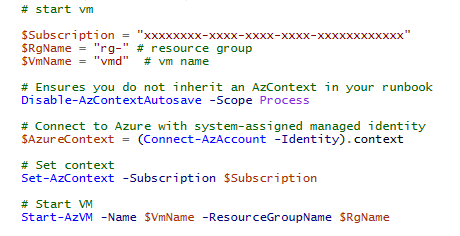 # start vm
$Subscription = "xxxxxxxx-xxxx-xxxx-xxxx-xxxxxxxxxxxx"
$RgName = "rg-" # resource group
$VmName = "vmd"  # vm name
# Ensures you do not inherit an AzContext in your runbook
Disable-AzContextAutosave -Scope Process
# Connect to Azure with system-assigned managed identity
$AzureContext = (Connect-AzAccount -Identity).context
# Set context
Set-AzContext -Subscription $Subscription
# Start VM
Start-AzVM -Name $VmName -ResourceGroupName $RgName